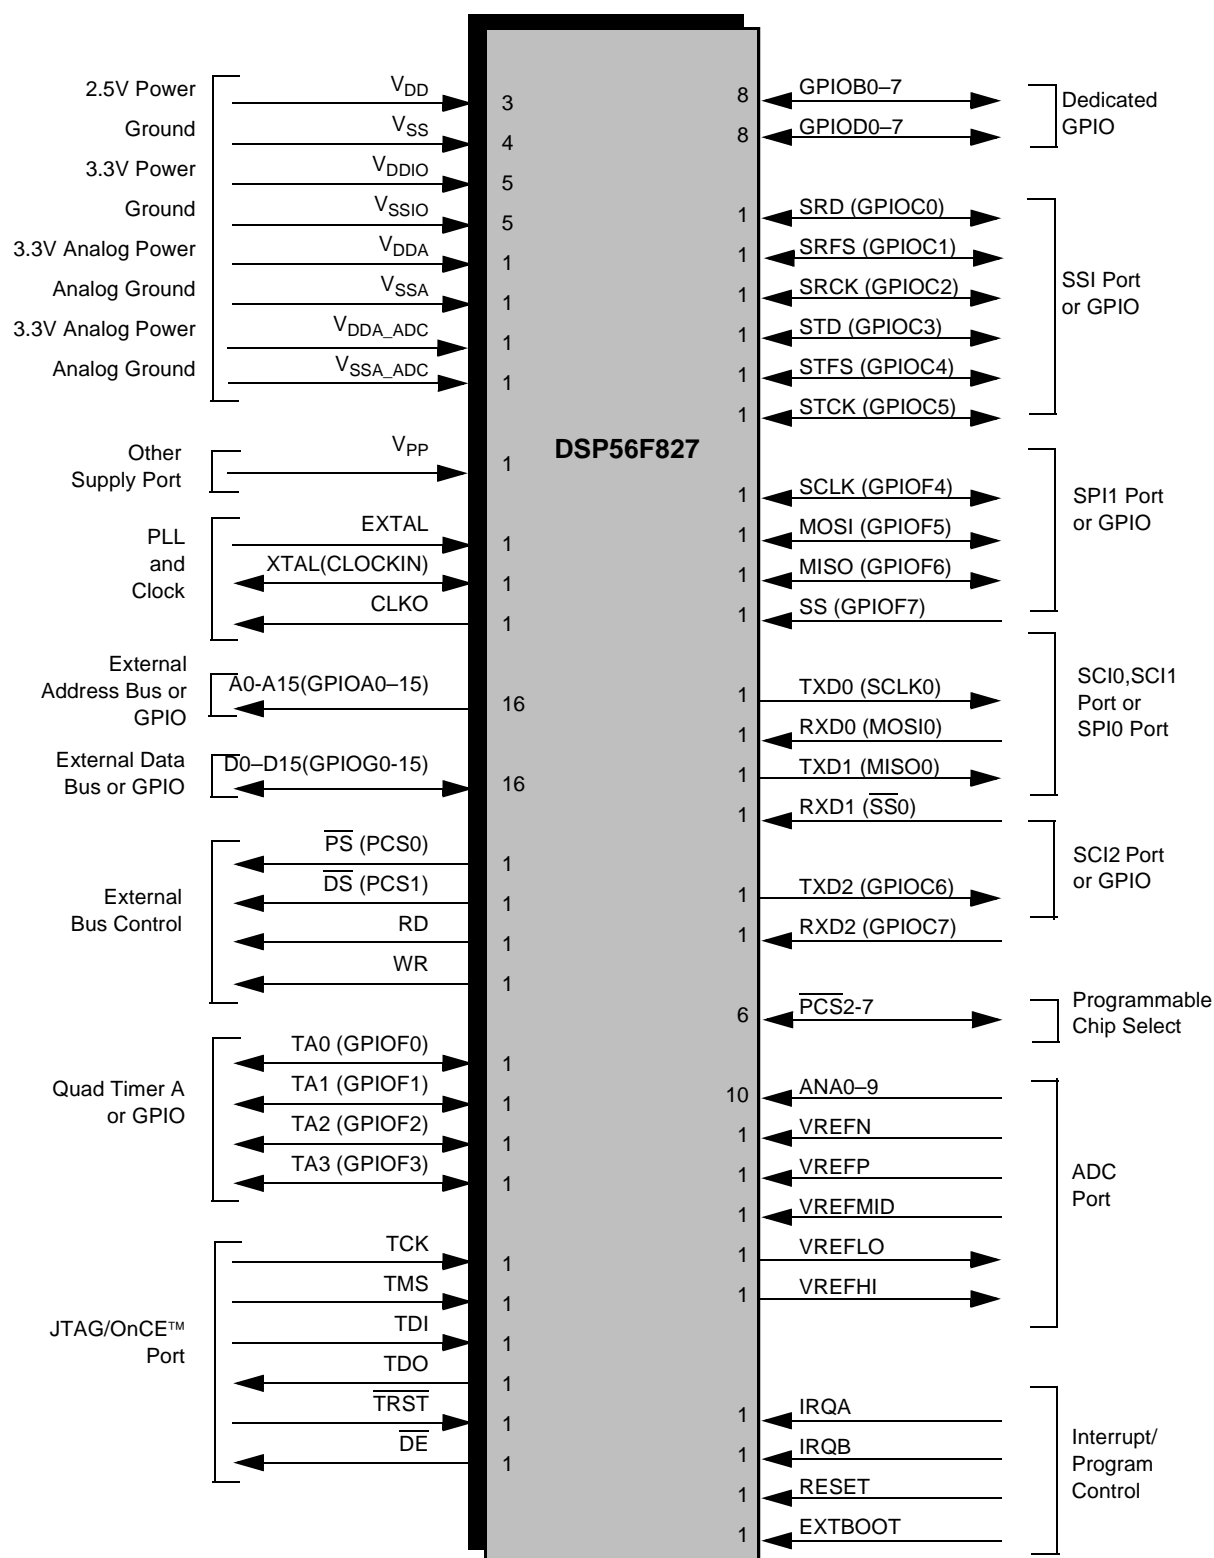 2.5V Power
VDD
3
Ground
VSS
4
3.3V Power
VDDIO
5
Ground
VSSIO
5
3.3V Analog Power
VDDA
1
Analog Ground
VSSA
1
3.3V Analog Power
VDDA_ADC
1
Analog Ground
VSSA_ADC
1
Other
Supply Port
VPP
1
PLL
and
Clock
EXTAL
1
XTAL(CLOCKIN)
1
CLKO
1
External
Address Bus or
GPIO
A0-A15(GPIOA0–15)
16
External Data
Bus or GPIO
D0–D15(GPIOG0-15)
16
External
Bus Control
PS (PCS0)
1
DS (PCS1)
1
RD
1
WR
1
Quad Timer A
or GPIO
TA0 (GPIOF0)
1
TA1 (GPIOF1)
1
TA2 (GPIOF2)
1
TA3 (GPIOF3)
1
JTAG/OnCE™
Port
TCK
1
TMS
1
TDI
1
TDO
1
TRST
1
DE
1
DSP56F827
8
GPIOB0–7
8
GPIOD0–7
Dedicated
GPIO
1
SRD (GPIOC0)
1
SRFS (GPIOC1)
1
SRCK (GPIOC2)
1
STD (GPIOC3)
1
STFS (GPIOC4)
1
STCK (GPIOC5)
SSI Port
or GPIO
1
SCLK (GPIOF4)
1
MOSI (GPIOF5)
1
MISO (GPIOF6)
1
SS (GPIOF7)
SPI1 Port
or GPIO
1
TXD0 (SCLK0)
1
RXD0 (MOSI0)
1
TXD1 (MISO0)
1
RXD1 (SS0)
SCI0,SCI1
Port or
SPI0 Port
1
TXD2 (GPIOC6)
1
RXD2 (GPIOC7)
SCI2 Port
or GPIO
6
PCS2-7
Programmable
Chip Select
10
ANA0–9
1
VREFN
1
VREFP
1
VREFMID
1
VREFLO
1
VREFHI
ADC
Port
1
IRQA
1
IRQB
1
RESET
1
EXTBOOT
Interrupt/
Program
Control